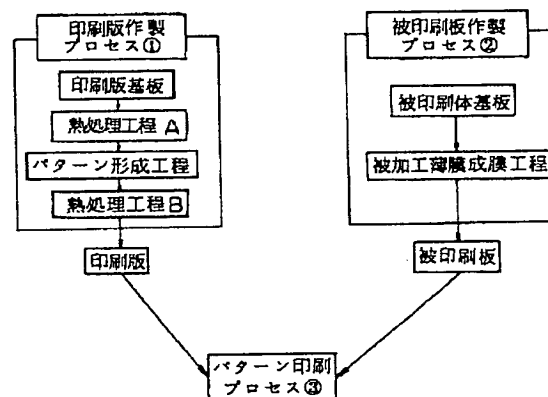 印刷版作製
プロセス①
印刷版基板
熱処理工程A
パターン形成工程
熱処理工程B
印刷版
被印刷板作製
プロセス②
被印刷体基板
被加工薄膜成膜工程
被印刷板
パターン印刷
プロセス③